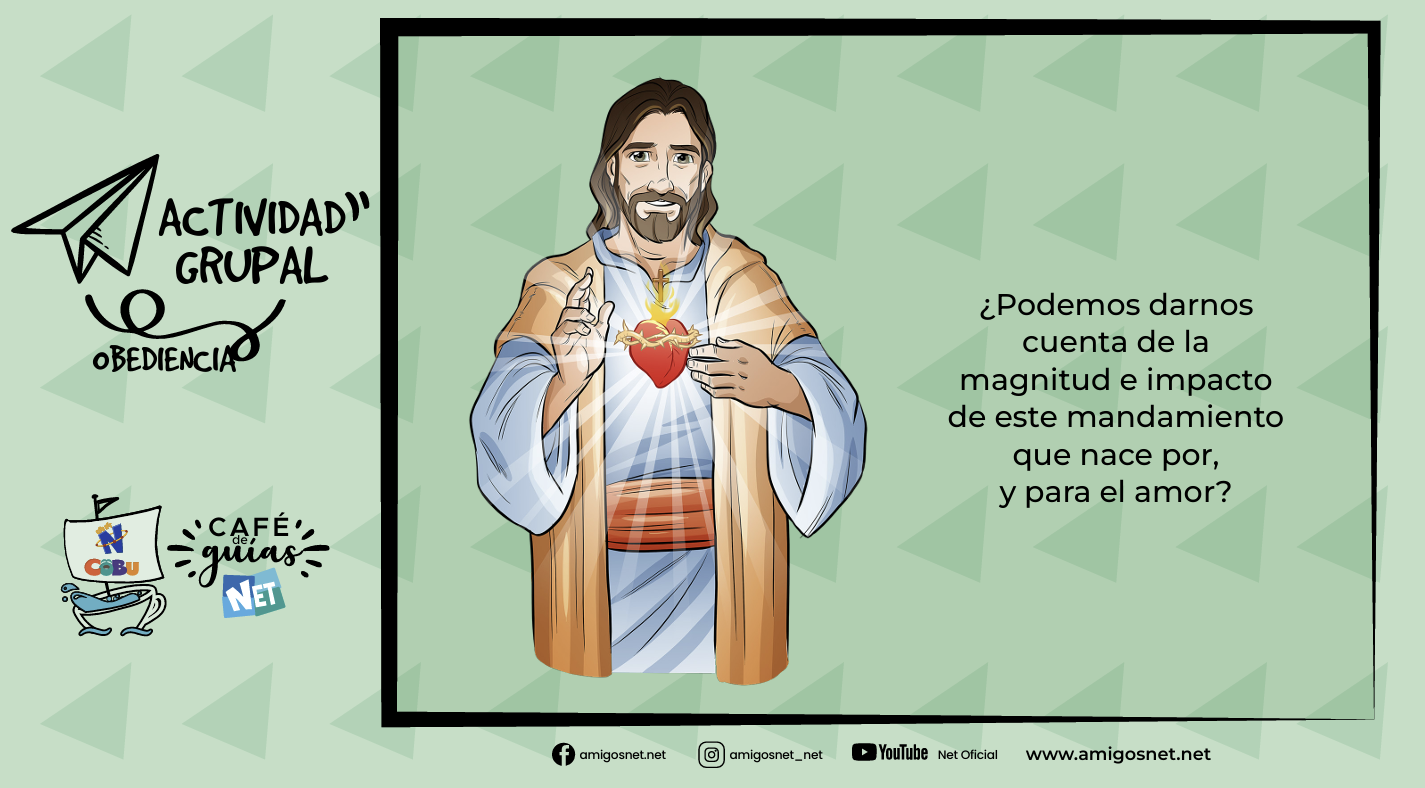 ACTIVIDAD
GRUPAL
OBEDIENCIA
N
COBU
CAFÉ
de
guías
NET
¿Podemos darnos
cuenta de la
magnitud e impacto
de este mandamiento
que nace por,
y para el amor?
amigosnet.net
amigosnet_net
YouTube Net Oficial
www.amigosnet.net